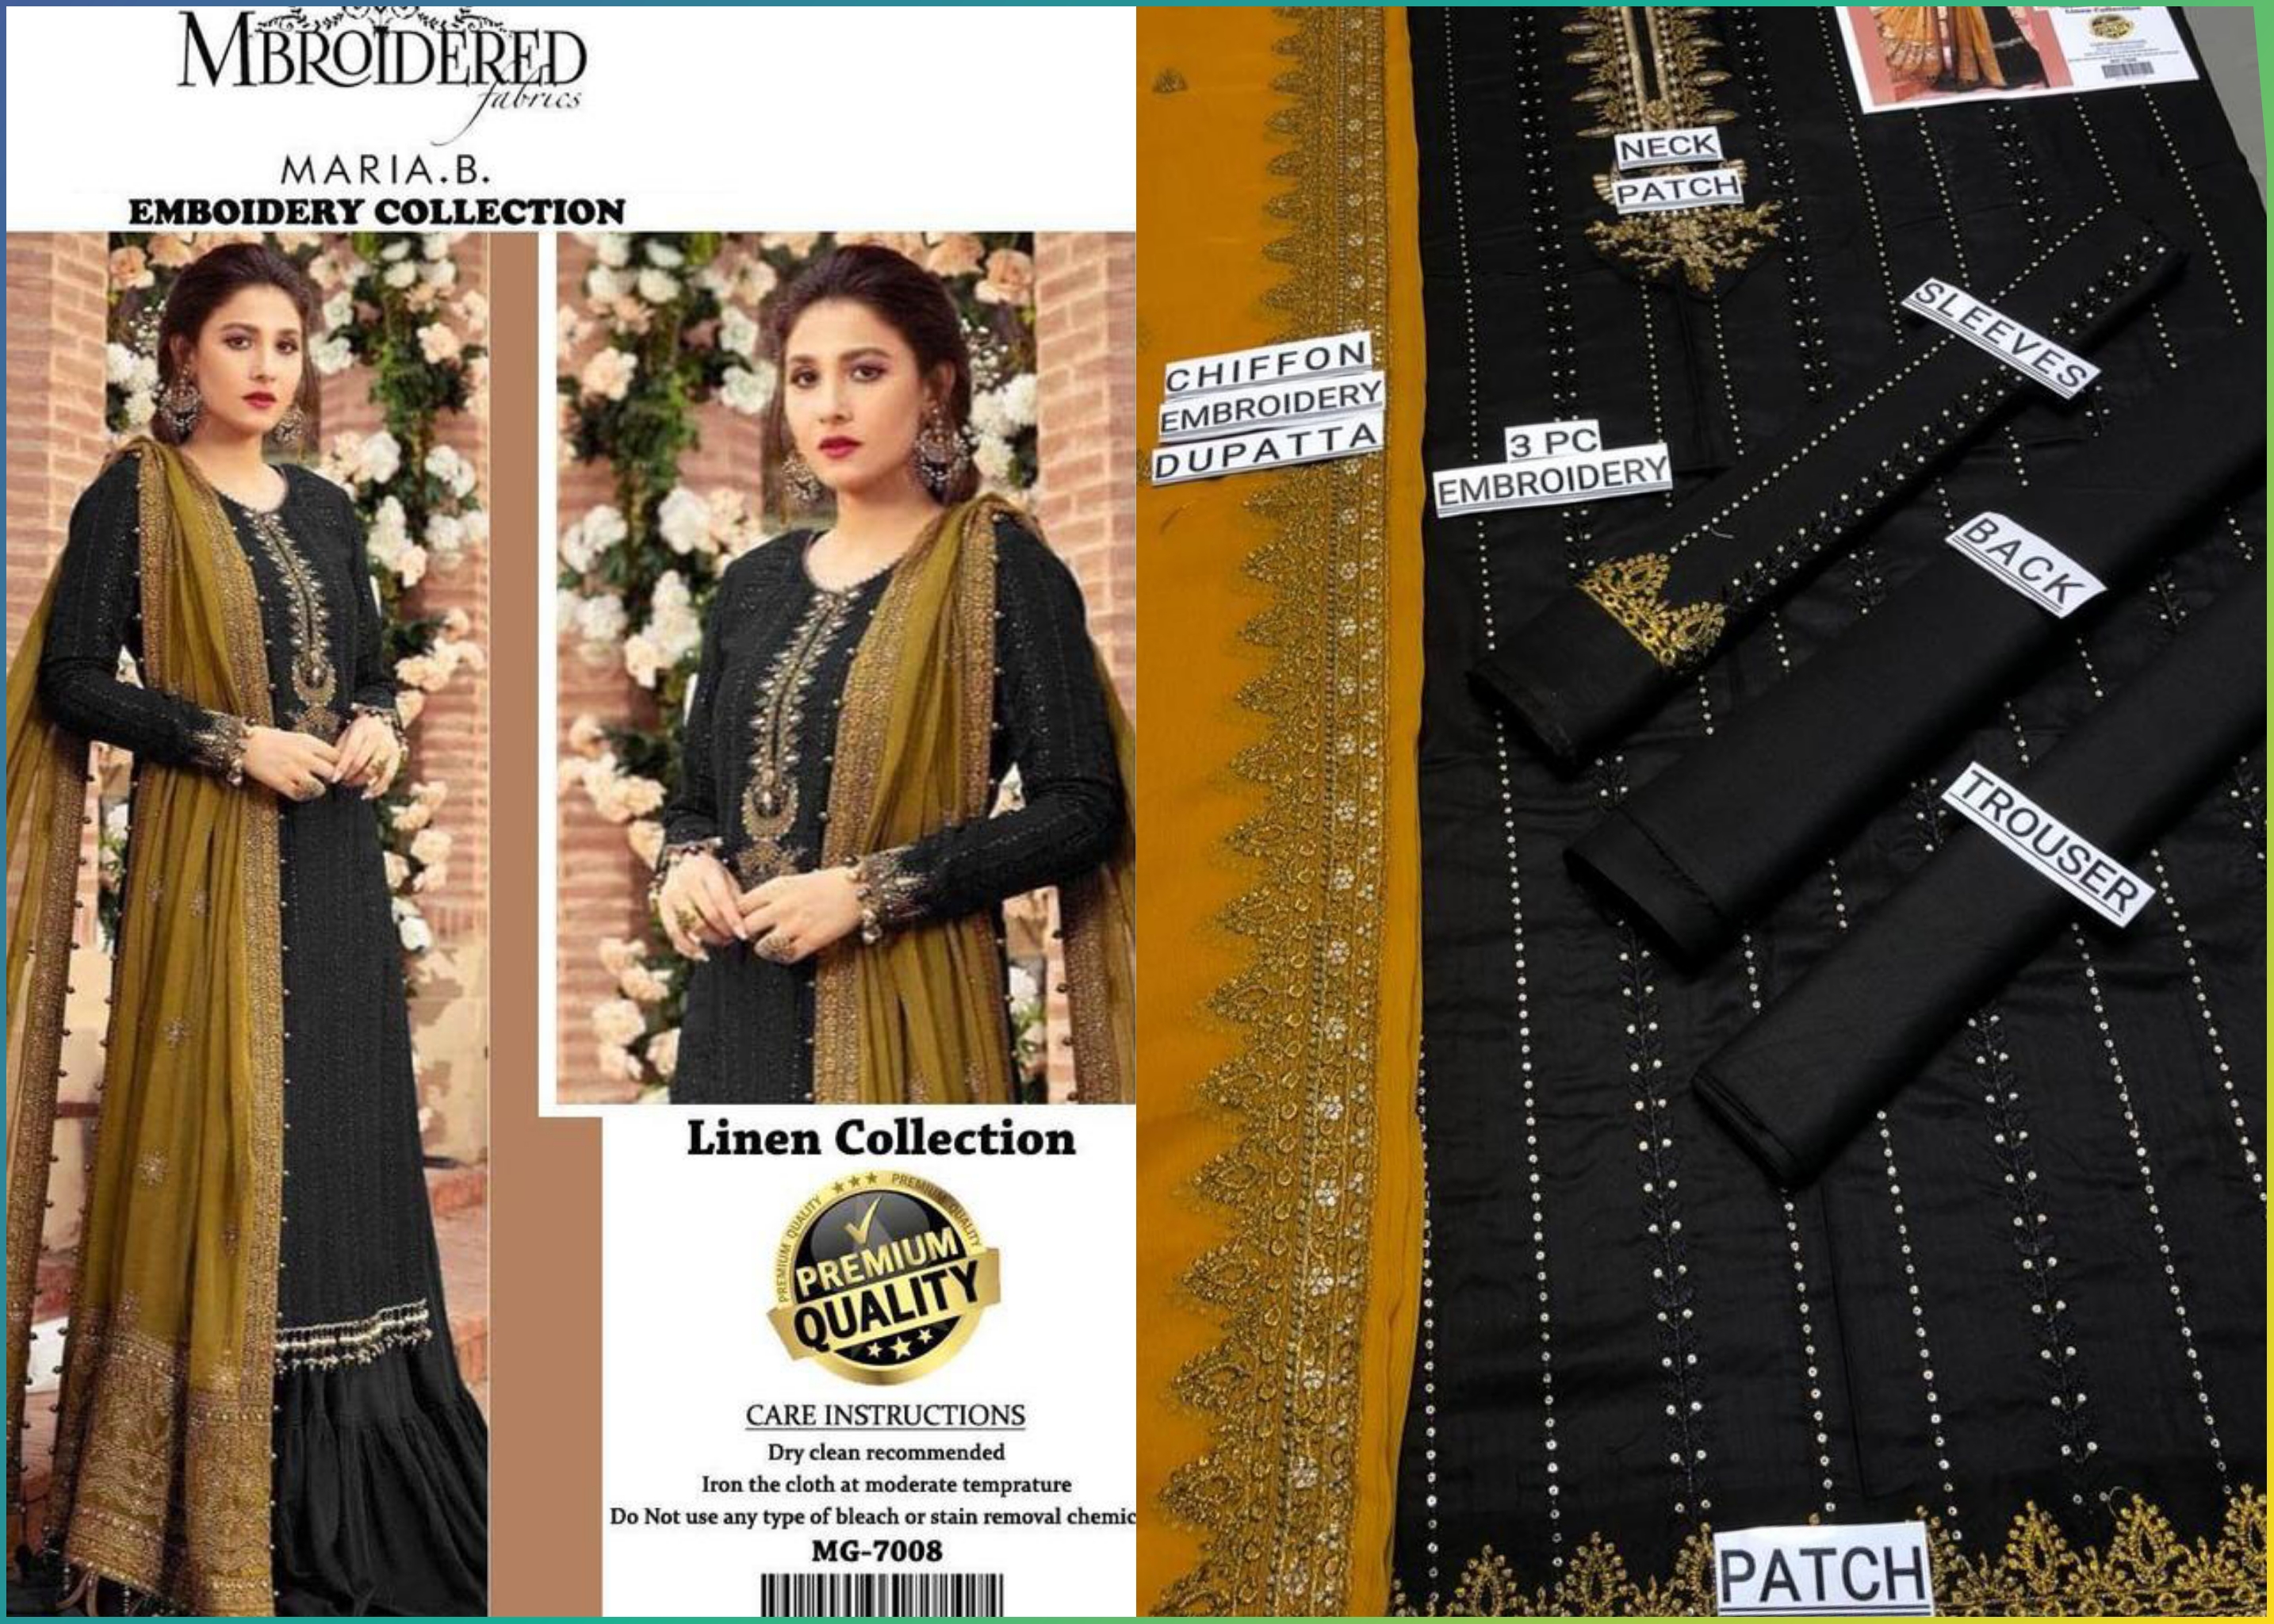 MBROIDERED
fabrics
MARIA.B.
EMBOIDERY COLLECTION
Linen Collection
PREMIUM QUALITY ★★★ PREMIUM QUALITY
PREMIUM
QUALITY
CARE INSTRUCTIONS
Dry clean recommended
Iron the cloth at moderate temprature
Do Not use any type of bleach or stain removal chemic
MG-7008
Linen Collection
NECK
PATCH
SLEEVES
CHIFFON
EMBROIDERY
DUPATTA
3 PC
EMBROIDERY
BACK
TROUSER
PATCH